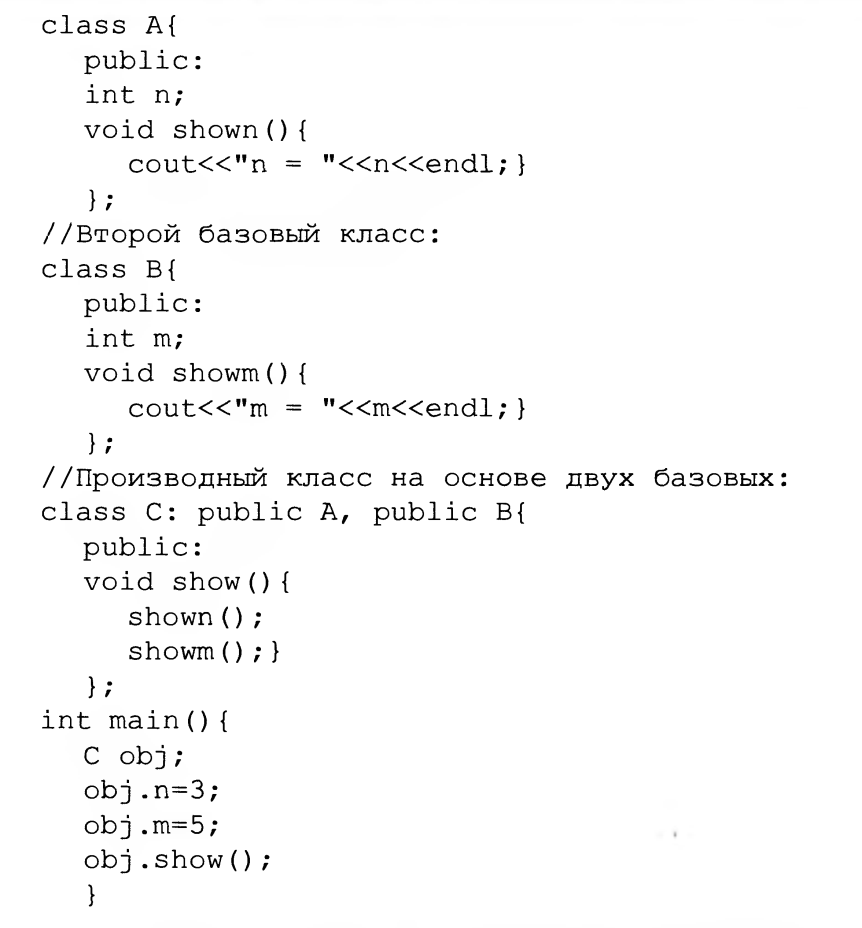 class A{
public:
int n;
void shown(){
cout<<"n = "<<n<<endl;}
};
//Второй базовый класс:
class B{
public:
int m;
void showm(){
cout<<"m = "<<m<<endl;}
};
//Производный класс на основе двух базовых:
class C: public A, public B{
public:
void show(){
shown();
showm();}
};
int main(){
C obj;
obj.n=3;
obj.m=5;
obj.show();
}